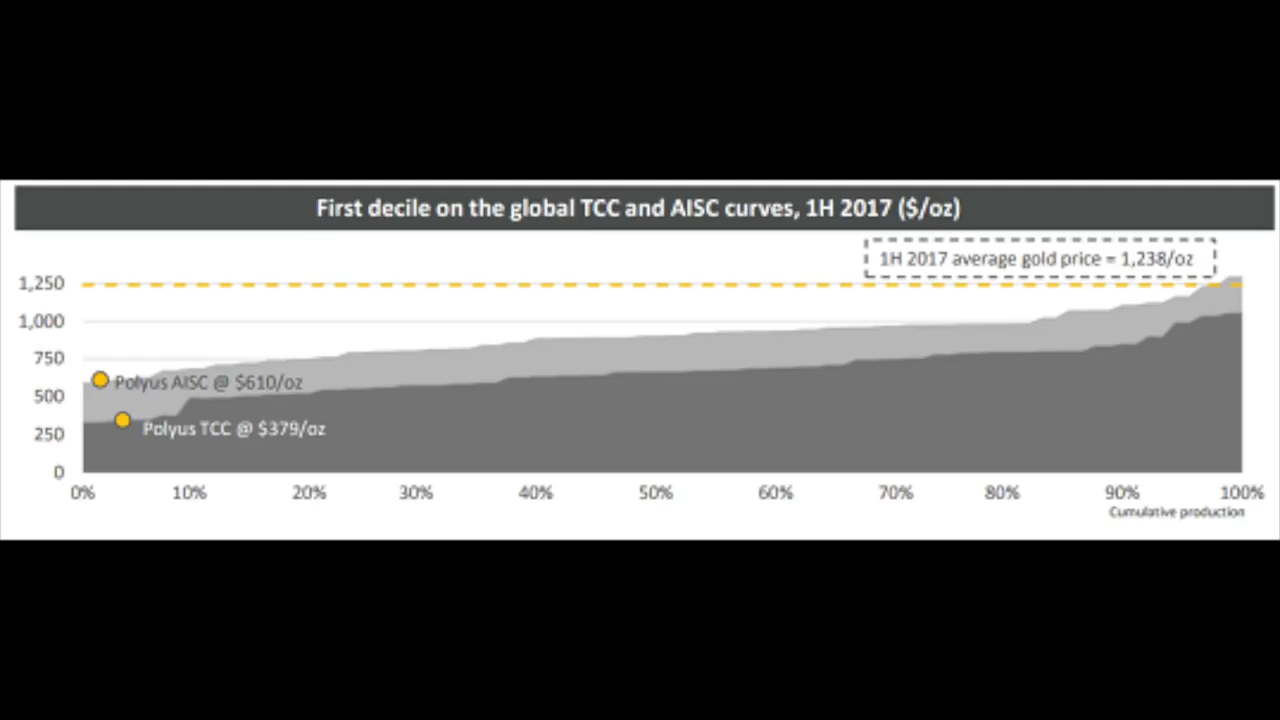 First decile on the global TCC and AISC curves, 1H 2017 ($/oz)
1H 2017 average gold price = 1,238/oz
1,250
1,000
750
500
250
0
Polyus AISC @ $610/oz
Polyus TCC @ $379/oz
0% 10% 20% 30% 40% 50% 60% 70% 80% 90% 100%
Cumulative production